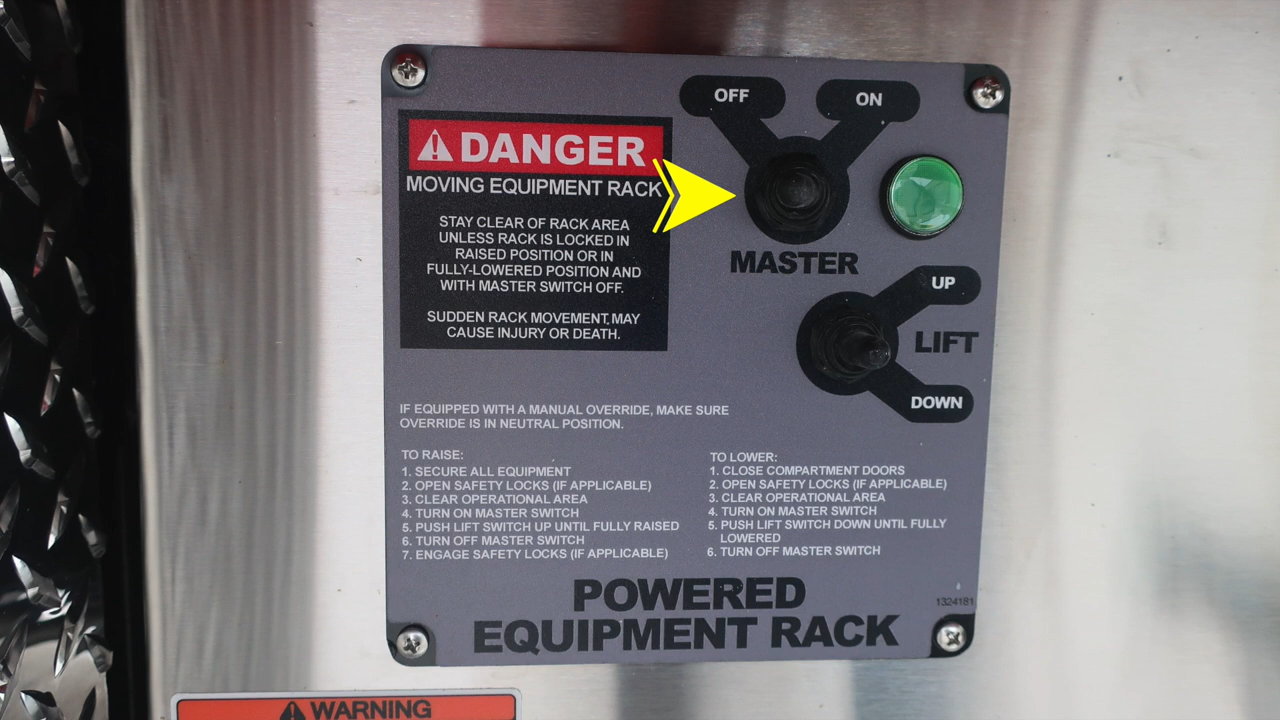 OFF
ON
DANGER
MOVING EQUIPMENT RACK
STAY CLEAR OF RACK AREA
UNLESS RACK IS LOCKED IN
RAISED POSITION OR IN
FULLY-LOWERED POSITION AND
WITH MASTER SWITCH OFF.
SUDDEN RACK MOVEMENT MAY
CAUSE INJURY OR DEATH.
MASTER
UP
LIFT
DOWN
IF EQUIPPED WITH A MANUAL OVERRIDE, MAKE SURE
OVERRIDE IS IN NEUTRAL POSITION.
TO RAISE:
1. SECURE ALL EQUIPMENT
2. OPEN SAFETY LOCKS (IF APPLICABLE)
3. CLEAR OPERATIONAL AREA
4. TURN ON MASTER SWITCH
5. PUSH LIFT SWITCH UP UNTIL FULLY RAISED
6. TURN OFF MASTER SWITCH
7. ENGAGE SAFETY LOCKS (IF APPLICABLE)
TO LOWER:
1. CLOSE COMPARTMENT DOORS
2. OPEN SAFETY LOCKS (IF APPLICABLE)
3. CLEAR OPERATIONAL AREA
4. TURN ON MASTER SWITCH
5. PUSH LIFT SWITCH DOWN UNTIL FULLY
LOWERED
6. TURN OFF MASTER SWITCH
POWERED
EQUIPMENT RACK
1324181
WARNING